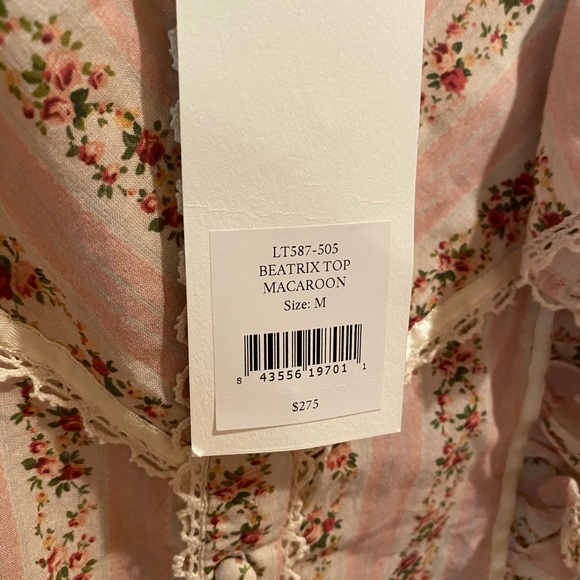 LT587-505
BEATRIX TOP
MACAROON
Size: M
8 43556 19701 1
$275